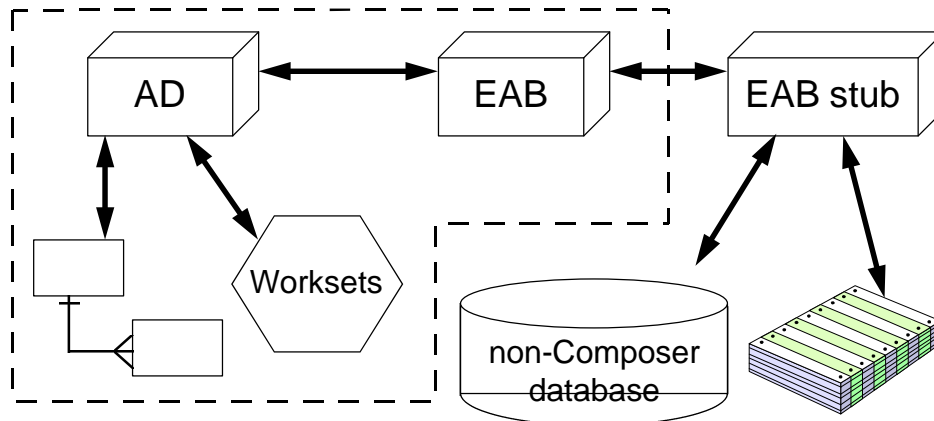 AD
EAB
EAB stub
Worksets
non-Composer
database